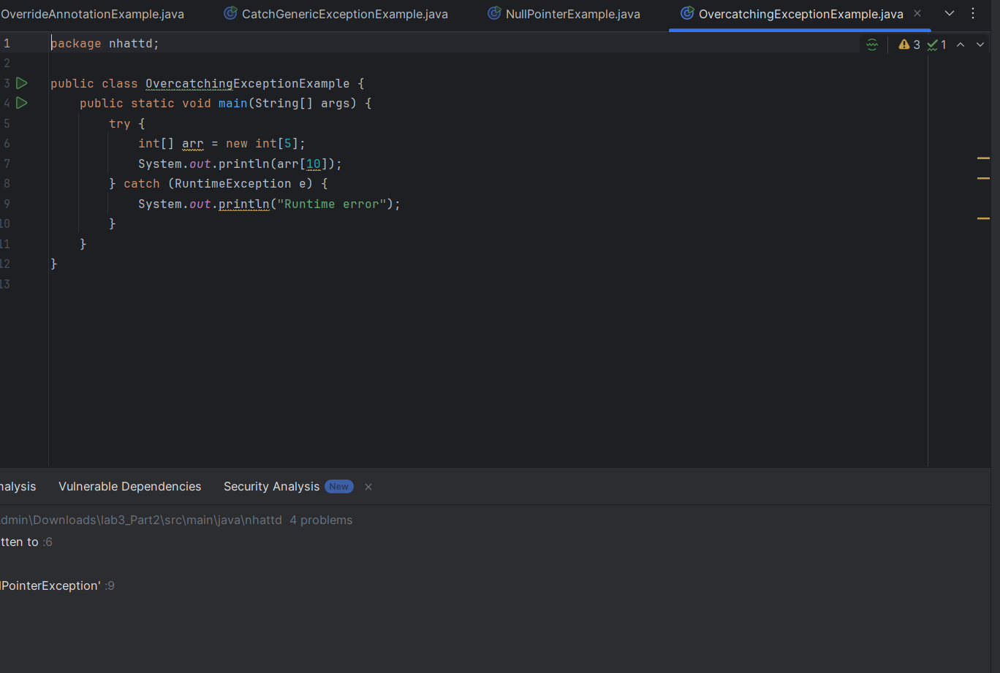 OverrideAnnotationExample.java CatchGenericExceptionExample.java NullPointerExample.java OvercatchingExceptionExample.java
1 package nhattd; 3 1
2
3 public class OvercatchingExceptionExample {
4 public static void main(String[] args) {
5 try {
6 int[] arr = new int[5];
7 System.out.println(arr[10]);
8 } catch (RuntimeException e) {
9 System.out.println("Runtime error");
10 }
11 }
12 }
13
nalysis Vulnerable Dependencies Security Analysis New
dmin\Downloads\lab3_Part2\src\main\java\nhattd 4 problems
tten to :6
lPointerException' :9